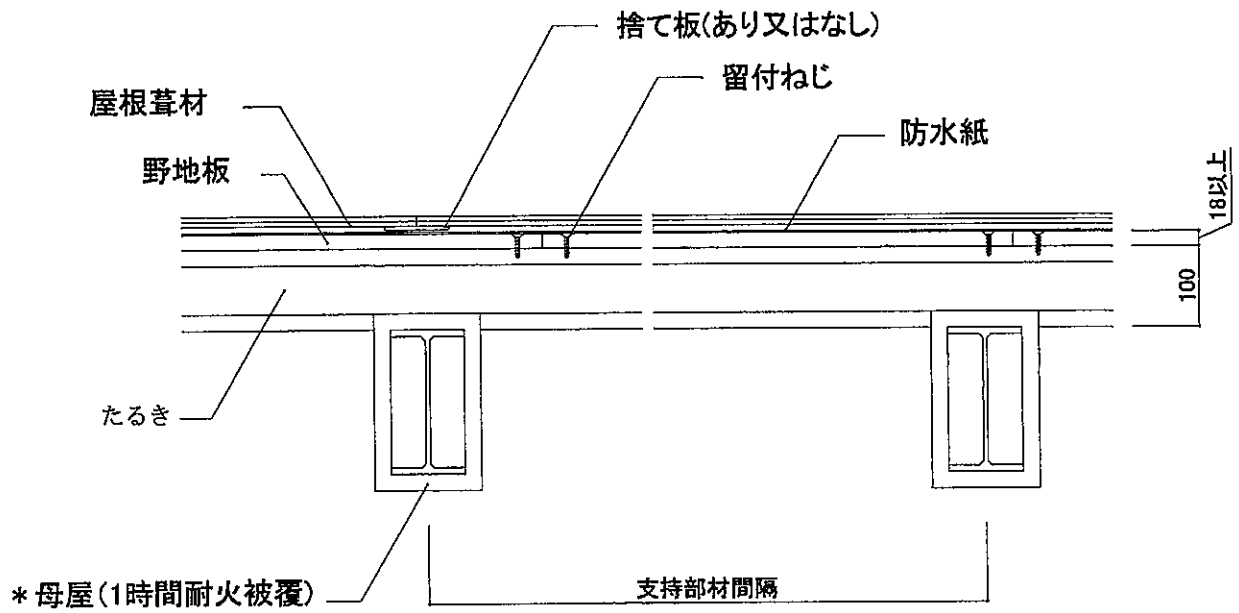 捨て板(あり又はなし)
留付ねじ
屋根葺材
防水紙
野地板
18以上
100
たるき
*母屋(1時間耐火被覆)
支持部材間隔